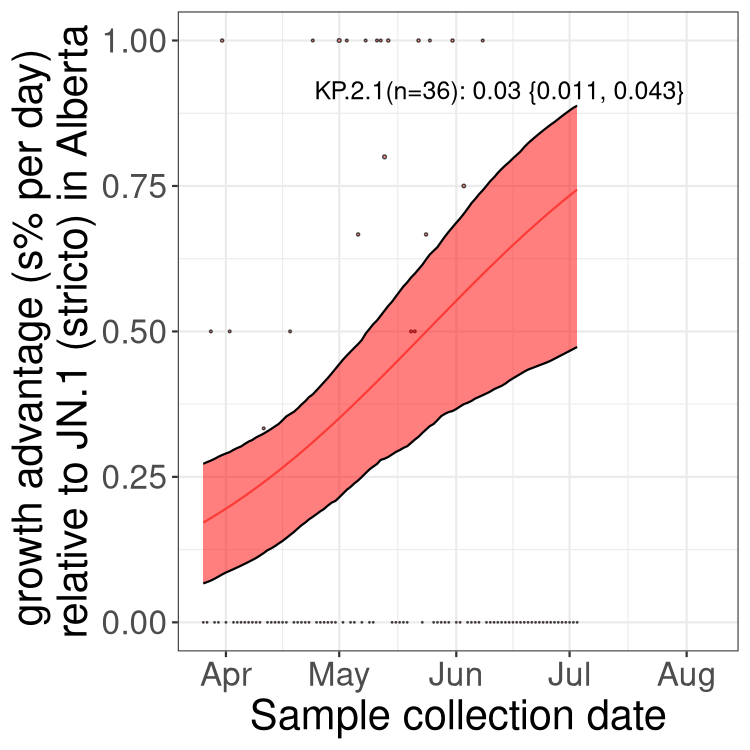 growth advantage (s% per day)
relative to JN.1 (stricto) in Alberta
1.00
0.75
0.50
0.25
0.00
KP.2.1(n=36): 0.03 {0.011, 0.043}
Apr May Jun Jul Aug
Sample collection date